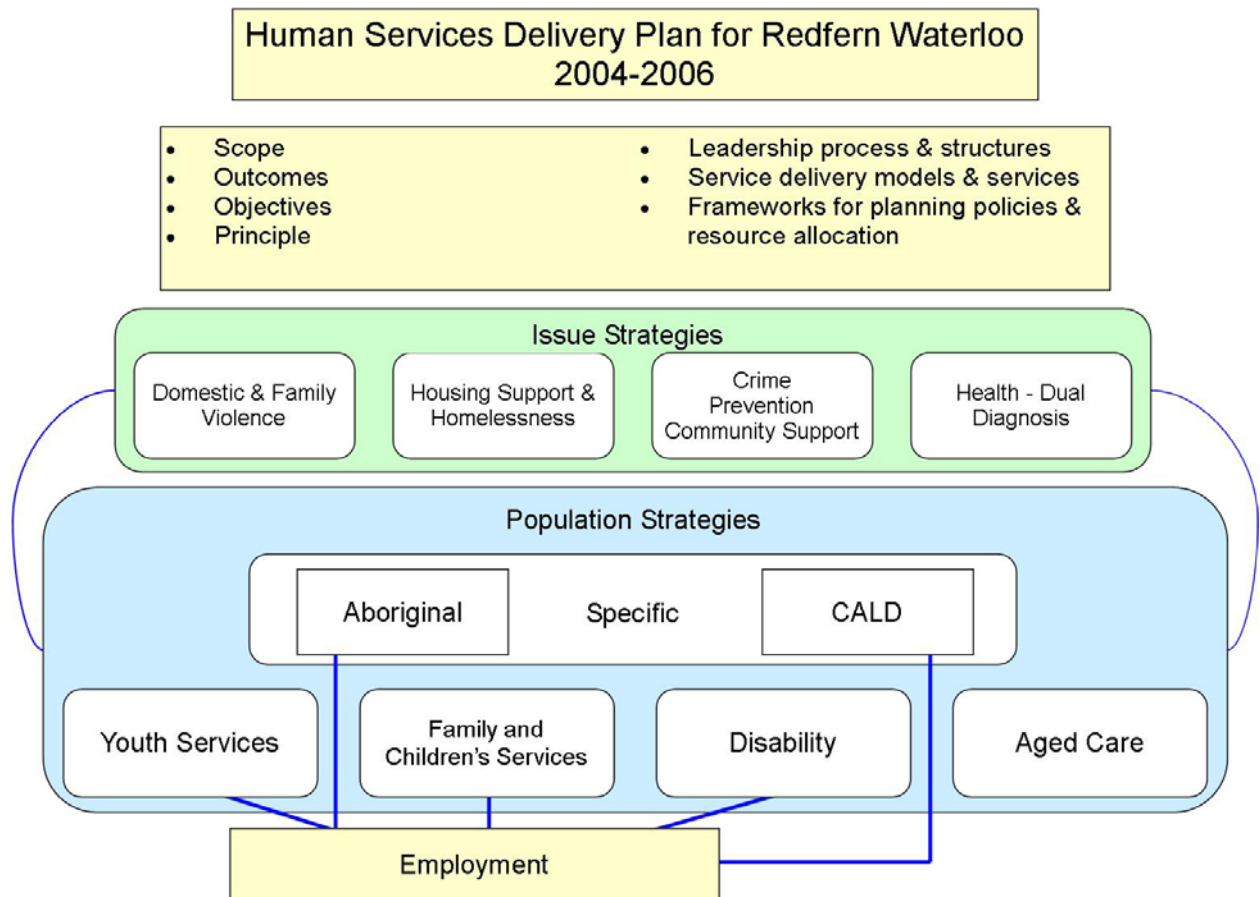 Human Services Delivery Plan for Redfern Waterloo
2004-2006
• Scope
• Outcomes
• Objectives
• Principle
• Leadership process & structures
• Service delivery models & services
• Frameworks for planning policies &
resource allocation
Issue Strategies
Domestic & Family
Violence
Housing Support &
Homelessness
Crime
Prevention
Community Support
Health - Dual
Diagnosis
Population Strategies
Aboriginal
Specific
CALD
Youth Services
Family and
Children's Services
Disability
Aged Care
Employment